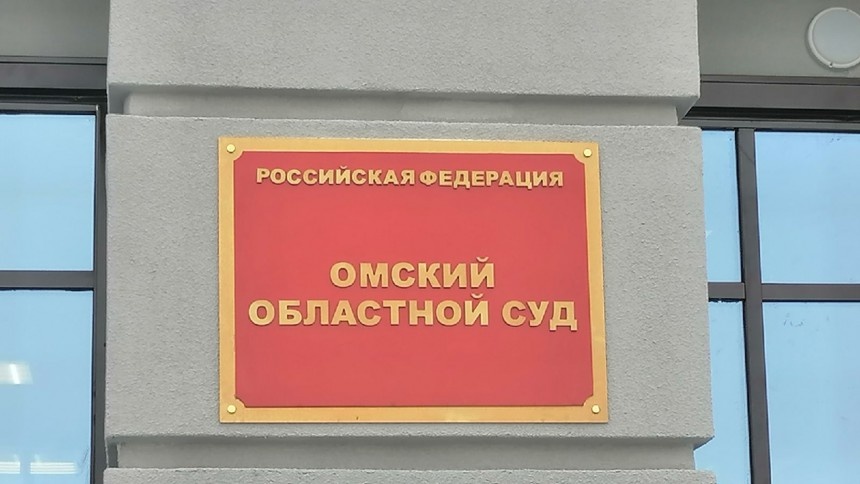 РОССИЙСКАЯ ФЕДЕРАЦИЯ
ОМСКИЙ
ОБЛАСТНОЙ СУД